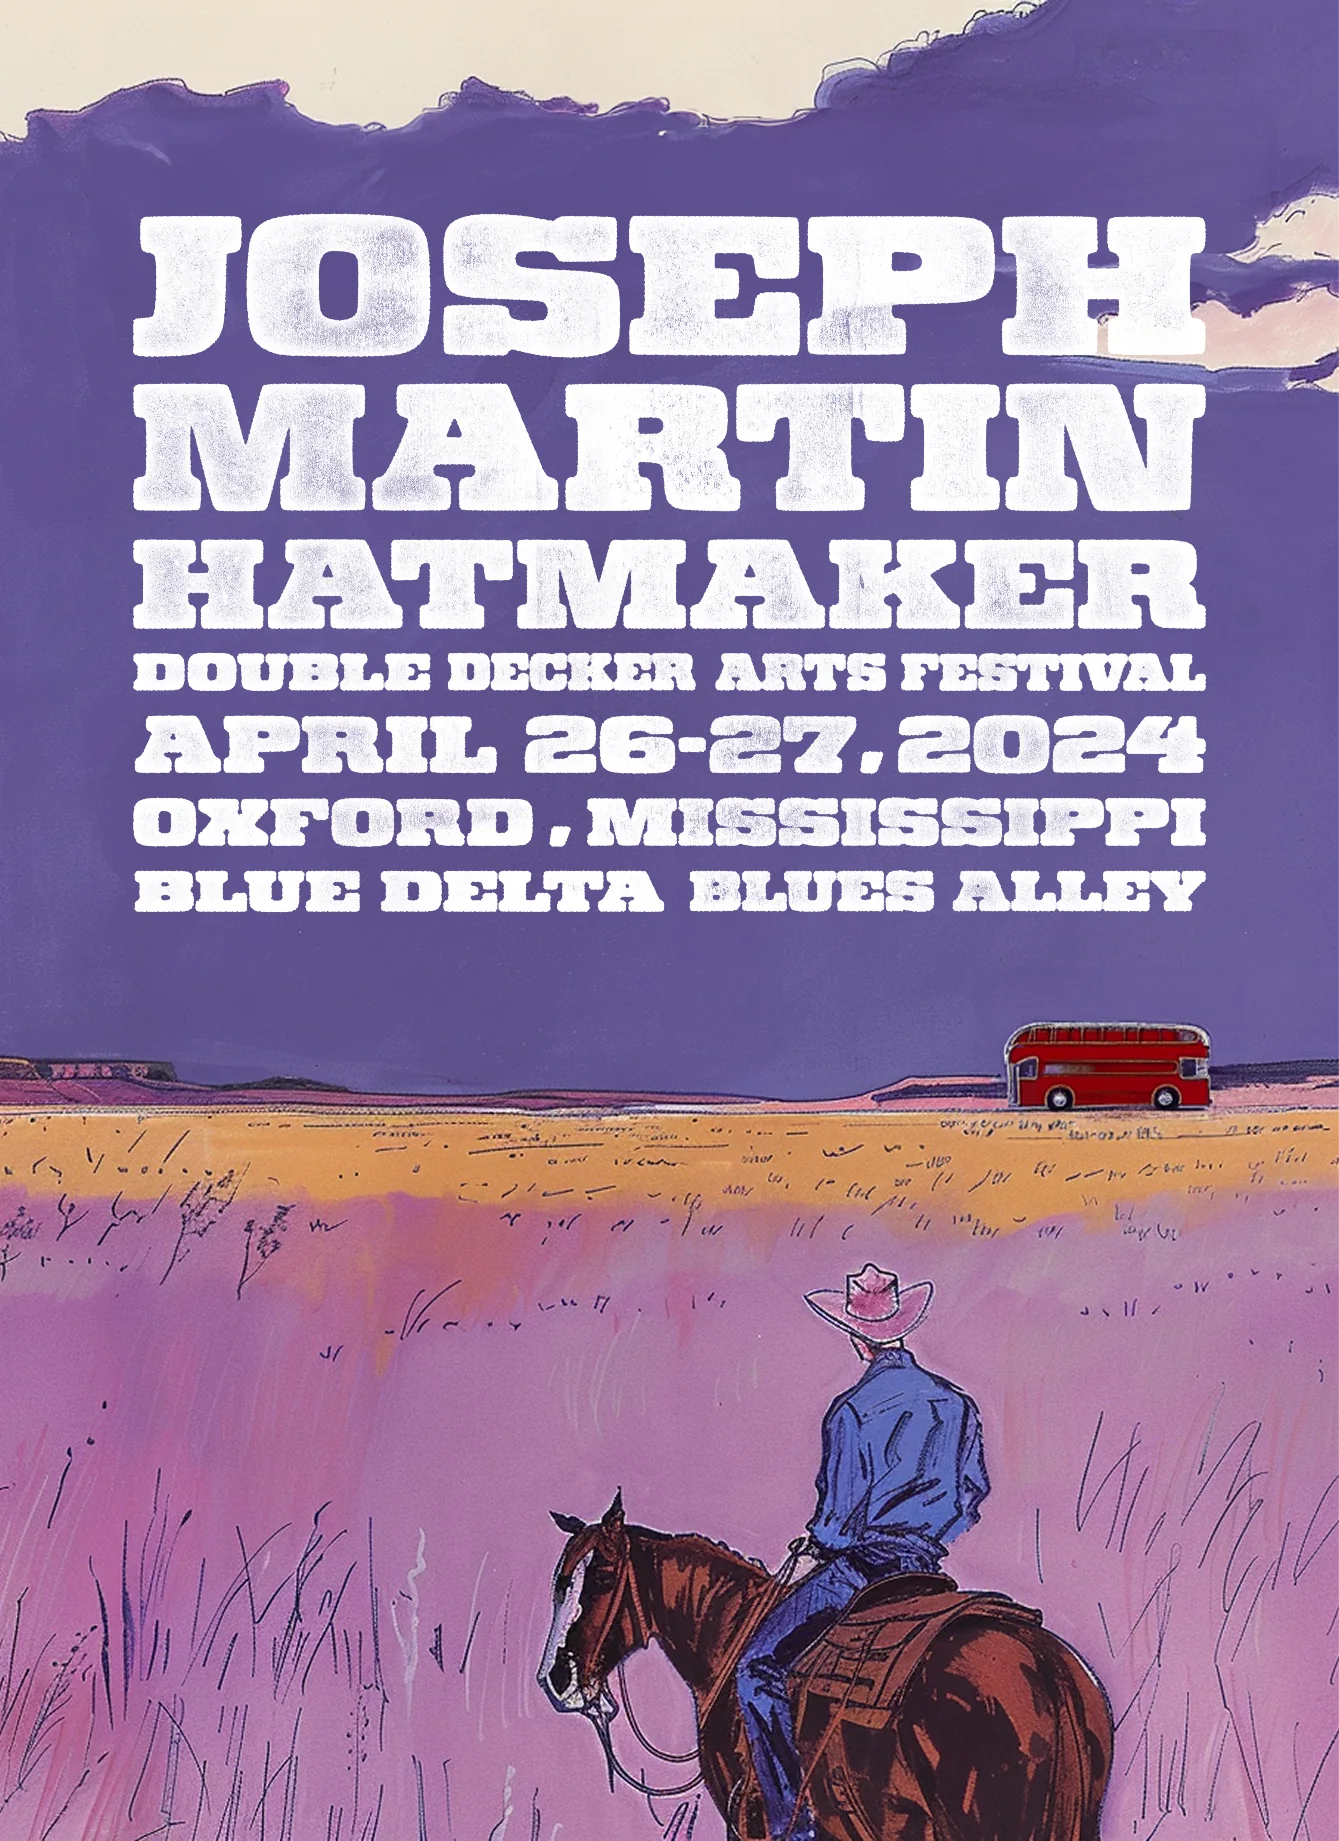 JOSEPH
MARTIN
HATMAKER
DOUBLE DECKER ARTS FESTIVAL
APRIL 26-27, 2024
OXFORD, MISSISSIPPI
BLUE DELTA BLUES ALLEY